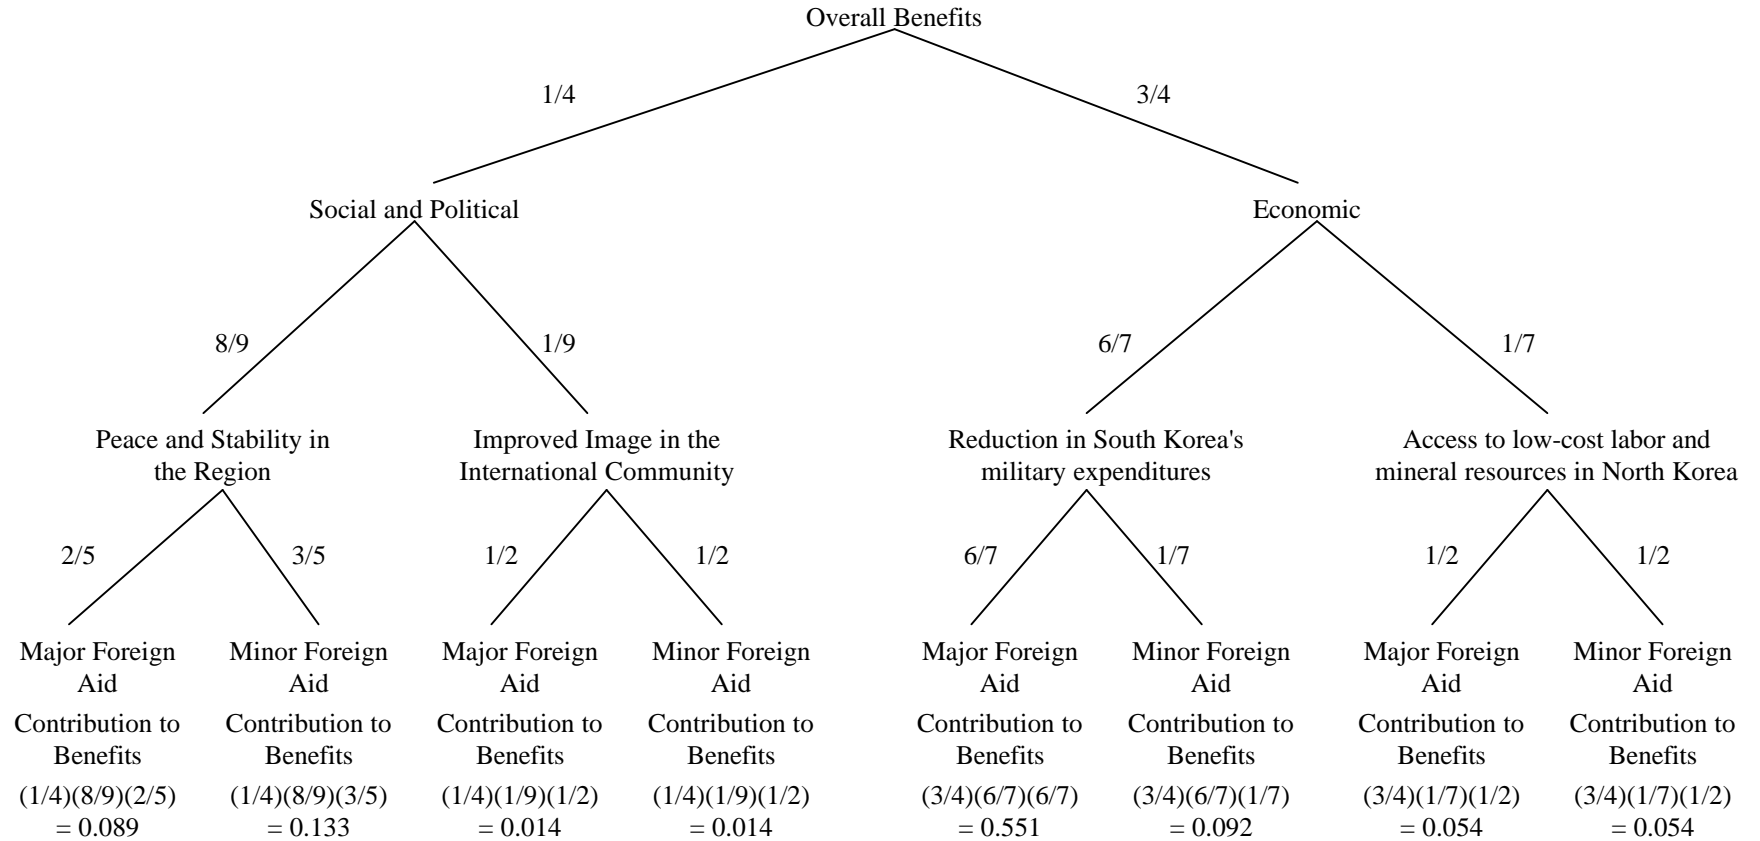 Overall Benefits
1/4
3/4
Social and Political
Economic
8/9
1/9
6/7
1/7
Peace and Stability in
the Region
Improved Image in the
International Community
Reduction in South Korea's
military expenditures
Access to low-cost labor and
mineral resources in North Korea
2/5
3/5
1/2
1/2
6/7
1/7
1/2
1/2
Major Foreign
Aid
Minor Foreign
Aid
Major Foreign
Aid
Minor Foreign
Aid
Major Foreign
Aid
Minor Foreign
Aid
Major Foreign
Aid
Minor Foreign
Aid
Contribution to
Benefits
Contribution to
Benefits
Contribution to
Benefits
Contribution to
Benefits
Contribution to
Benefits
Contribution to
Benefits
Contribution to
Benefits
Contribution to
Benefits
(1/4)(8/9)(2/5)
= 0.089
(1/4)(8/9)(3/5)
= 0.133
(1/4)(1/9)(1/2)
= 0.014
(1/4)(1/9)(1/2)
= 0.014
(3/4)(6/7)(6/7)
= 0.551
(3/4)(6/7)(1/7)
= 0.092
(3/4)(1/7)(1/2)
= 0.054
(3/4)(1/7)(1/2)
= 0.054